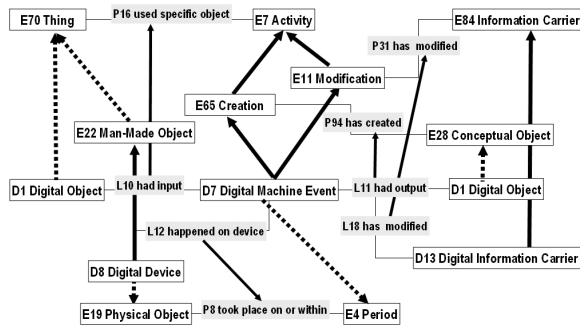 E70 Thing
P16 used specific object
E7 Activity
E84 Information Carrier
P31 has modified
E11 Modification
E65 Creation
P94 has created
E22 Man-Made Object
E28 Conceptual Object
D1 Digital Object
L10 had input
D7 Digital Machine Event
L11 had output
D1 Digital Object
L12 happened on device
L18 has modified
D13 Digital Information Carrier
D8 Digital Device
E19 Physical Object
P8 took place on or within
E4 Period